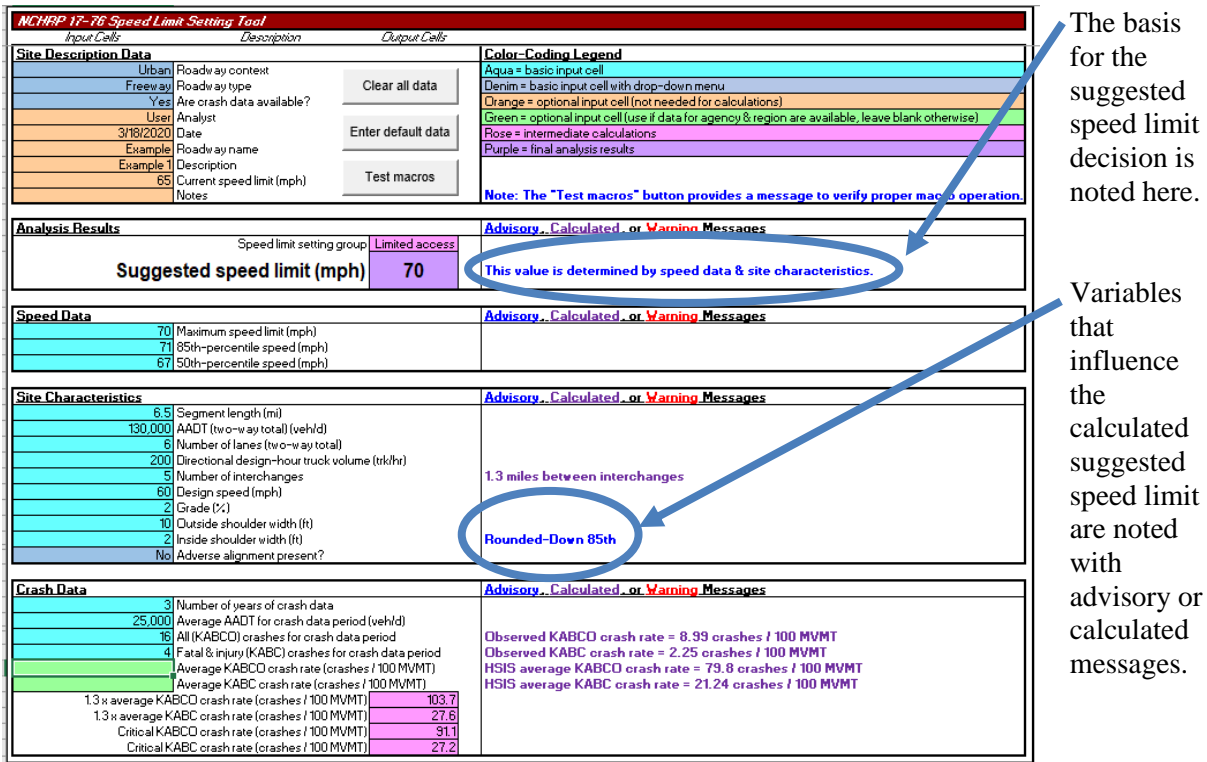 NCHRP 17-76 Speed Limit Setting Tool
Input Cells Description Output Cells
Site Description Data
Urban Roadway context
Freeway Roadway type
Yes Are crash data available?
User Analyst
3/18/2020 Date
Example Roadway name
Example 1 Description
65 Current speed limit (mph)
Notes
Clear all data
Enter default data
Test macros
Color-Coding Legend
Aqua = basic input cell
Denim = basic input cell with drop-down menu
Orange = optional input cell (not needed for calculations)
Green = optional input cell (use if data for agency & region are available, leave blank otherwise)
Rose = intermediate calculations
Purple = final analysis results
Note: The "Test macros" button provides a message to verify proper macro operation.
Analysis Results
Speed limit setting group Limited access
Suggested speed limit (mph) 70
Advisory, Calculated, or Warning Messages
This value is determined by speed data & site characteristics.
Speed Data
70 Maximum speed limit (mph)
71 85th-percentile speed (mph)
67 50th-percentile speed (mph)
Advisory, Calculated, or Warning Messages
Site Characteristics
6.5 Segment length (mi)
130,000 AADT (two-way total) (veh/d)
6 Number of lanes (two-way total)
200 Directional design-hour truck volume (trk/hr)
5 Number of interchanges
60 Design speed (mph)
2 Grade (%)
10 Outside shoulder width (ft)
2 Inside shoulder width (ft)
No Adverse alignment present?
Advisory, Calculated, or Warning Messages
1.3 miles between interchanges
Rounded-Down 85th
Crash Data
3 Number of years of crash data
25,000 Average AADT for crash data period (veh/d)
16 All (KABCO) crashes for crash data period
4 Fatal & injury (KABC) crashes for crash data period
Average KABCO crash rate (crashes / 100 MVMT)
Average KABC crash rate (crashes / 100 MVMT)
1.3 x average KABCO crash rate (crashes / 100 MVMT) 103.7
1.3 x average KABC crash rate (crashes / 100 MVMT) 27.6
Critical KABCO crash rate (crashes / 100 MVMT) 91.1
Critical KABC crash rate (crashes / 100 MVMT) 27.2
Advisory, Calculated, or Warning Messages
Observed KABCO crash rate = 8.99 crashes / 100 MVMT
Observed KABC crash rate = 2.25 crashes / 100 MVMT
HSIS average KABCO crash rate = 79.8 crashes / 100 MVMT
HSIS average KABC crash rate = 21.24 crashes / 100 MVMT
The basis
for the
suggested
speed limit
decision is
noted here.
Variables
that
influence
the
calculated
suggested
speed limit
are noted
with
advisory or
calculated
messages.